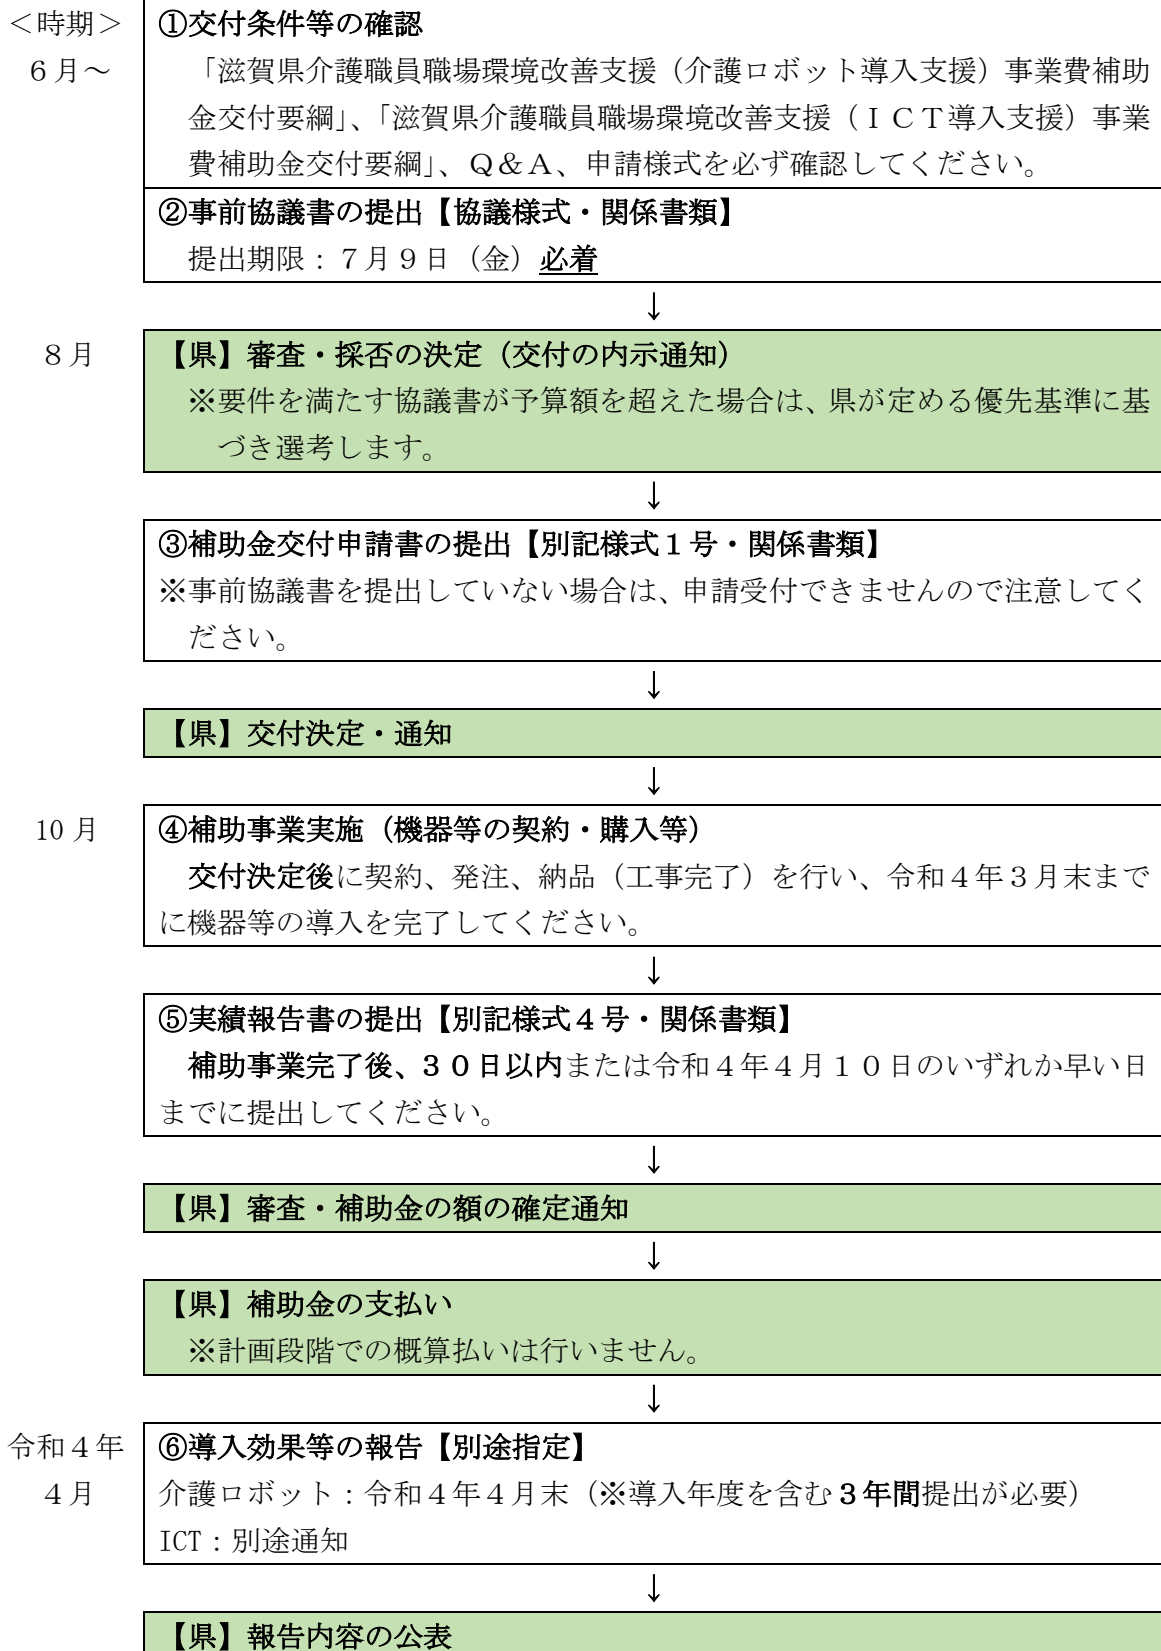 ＜時期＞
①交付条件等の確認
６月～
「滋賀県介護職員職場環境改善支援（介護ロボット導入支援）事業費補助
金交付要綱」、「滋賀県介護職員職場環境改善支援（ＩＣＴ導入支援）事業
費補助金交付要綱」、Ｑ＆Ａ、申請様式を必ず確認してください。
②事前協議書の提出【協議様式・関係書類】
提出期限：７月９日（金）必着
↓
８月
【県】審査・採否の決定（交付の内示通知）
※要件を満たす協議書が予算額を超えた場合は、県が定める優先基準に基
づき選考します。
↓
③補助金交付申請書の提出【別記様式１号・関係書類】
※事前協議書を提出していない場合は、申請受付できませんので注意してく
ださい。
↓
【県】交付決定・通知
↓
10 月
④補助事業実施（機器等の契約・購入等）
交付決定後に契約、発注、納品（工事完了）を行い、令和４年３月末まで
に機器等の導入を完了してください。
↓
⑤実績報告書の提出【別記様式４号・関係書類】
補助事業完了後、３０日以内または令和４年４月１０日のいずれか早い日
までに提出してください。
↓
【県】審査・補助金の額の確定通知
↓
【県】補助金の支払い
※計画段階での概算払いは行いません。
↓
令和４年
４月
⑥導入効果等の報告【別途指定】
介護ロボット：令和４年４月末（※導入年度を含む３年間提出が必要）
ICT：別途通知
↓
【県】報告内容の公表